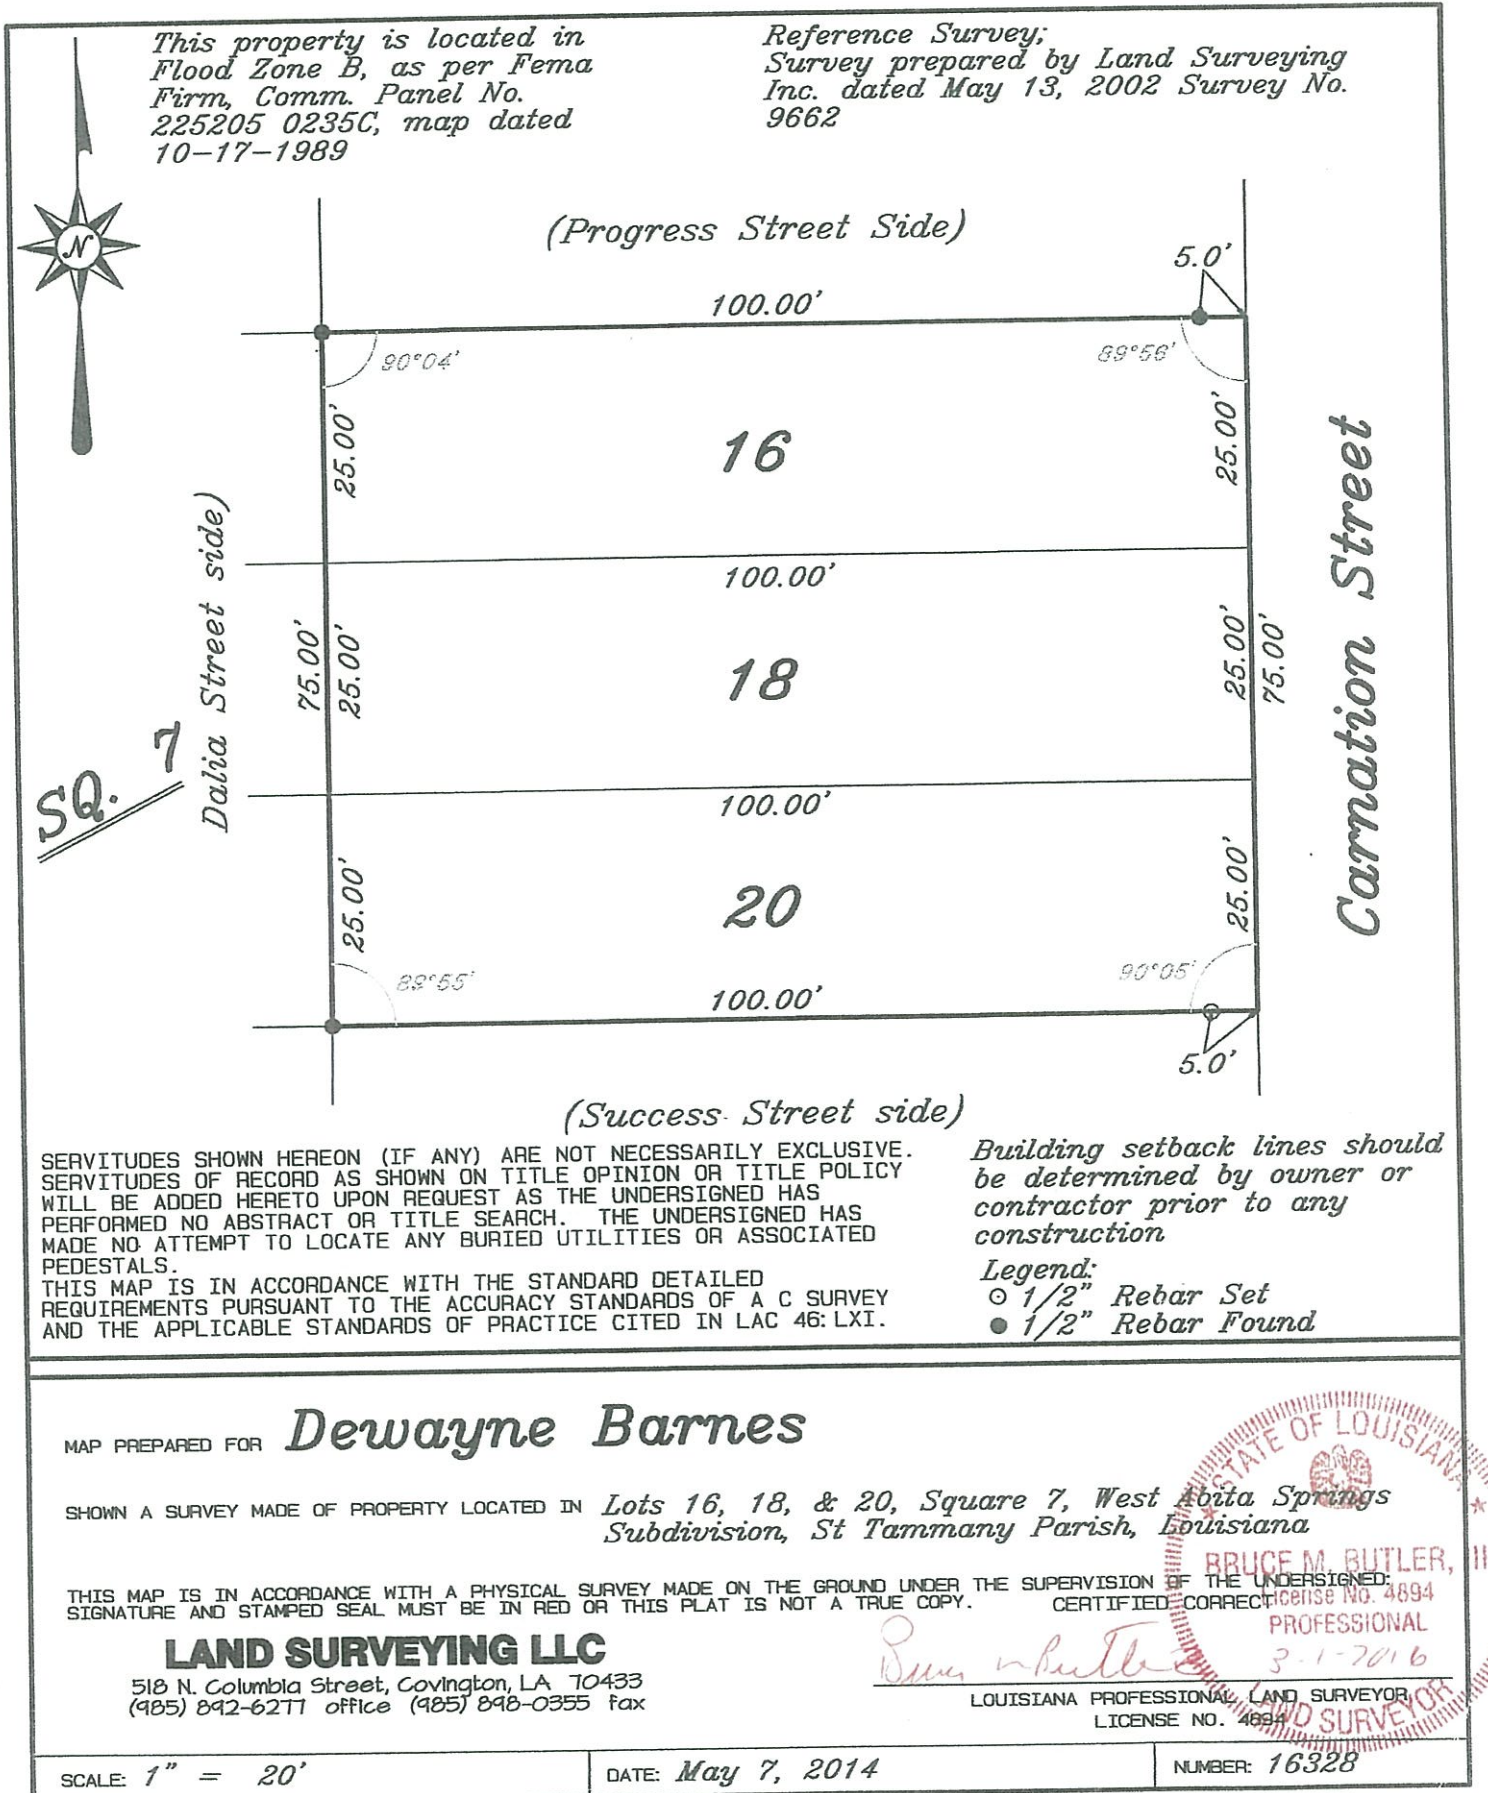 This property is located in
Flood Zone B, as per Fema
Firm, Comm. Panel No.
225205 0235C, map dated
10-17-1989
Reference Survey;
Survey prepared by Land Surveying
Inc. dated May 13, 2002 Survey No.
9662
N
(Progress Street Side)
5.0'
100.00'
90°04'
89°56'
25.00'
16
25.00'
Dalia Street side)
Carnation Street
100.00'
75.00'
25.00'
18
25.00'
75.00'
SQ. 7
100.00'
25.00'
20
25.00'
89°55'
90°05'
100.00'
5.0'
(Success Street side)
SERVITUDES SHOWN HEREON (IF ANY) ARE NOT NECESSARILY EXCLUSIVE.
SERVITUDES OF RECORD AS SHOWN ON TITLE OPINION OR TITLE POLICY
WILL BE ADDED HERETO UPON REQUEST AS THE UNDERSIGNED HAS
PERFORMED NO ABSTRACT OR TITLE SEARCH. THE UNDERSIGNED HAS
MADE NO ATTEMPT TO LOCATE ANY BURIED UTILITIES OR ASSOCIATED
PEDESTALS.
THIS MAP IS IN ACCORDANCE WITH THE STANDARD DETAILED
REQUIREMENTS PURSUANT TO THE ACCURACY STANDARDS OF A C SURVEY
AND THE APPLICABLE STANDARDS OF PRACTICE CITED IN LAC 46:LXI.
Building setback lines should
be determined by owner or
contractor prior to any
construction
Legend:
1/2" Rebar Set
1/2" Rebar Found
MAP PREPARED FOR Dewayne Barnes
SHOWN A SURVEY MADE OF PROPERTY LOCATED IN Lots 16, 18, & 20, Square 7, West Abita Springs
Subdivision, St Tammany Parish, Louisiana
THIS MAP IS IN ACCORDANCE WITH A PHYSICAL SURVEY MADE ON THE GROUND UNDER THE SUPERVISION OF THE UNDERSIGNED.
SIGNATURE AND STAMPED SEAL MUST BE IN RED OR THIS PLAT IS NOT A TRUE COPY. CERTIFIED CORRECT
STATE OF LOUISIANA
BRUCE M. BUTLER, III
License No. 4894
PROFESSIONAL
3-1-2016
LAND SURVEYOR
LAND SURVEYING LLC
518 N. Columbia Street, Covington, LA 70433
(985) 892-6277 office (985) 898-0355 fax
Bruce M Butler
LOUISIANA PROFESSIONAL LAND SURVEYOR
LICENSE NO. 4894
SCALE: 1" = 20'
DATE: May 7, 2014
NUMBER: 16328